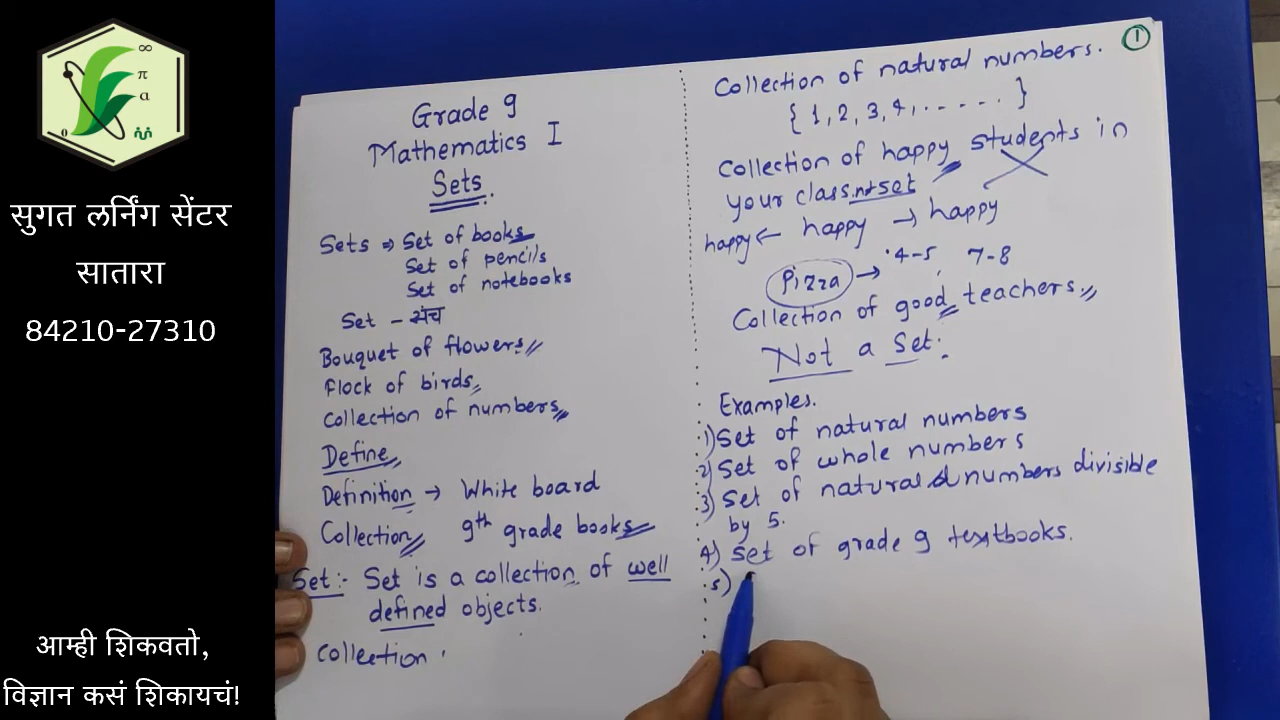 ∞
π
α
सुगत लर्निंग सेंटर
सातारा
84210-27310
आम्ही शिकवतो,
विज्ञान कसं शिकायचं!
Grade 9
Mathematics I
Sets
Sets ⇒ Set of books
Set of pencils
Set of notebooks
Set - संच
Bouquet of flowers
Flock of birds
Collection of numbers
Define
Definition → White board
Collection 9th grade books
Set:- Set is a collection of well
defined objects.
Collection
1
Collection of natural numbers.
{ 1, 2, 3, 4, ..... }
Collection of happy students in
your class. not set
happy ← happy → happy
Pizza → 4-5 7-8
Collection of good teachers
Not a Set.
Examples.
1) Set of natural numbers
2) Set of whole numbers
3) Set of natural numbers divisible
by 5.
4) Set of grade 9 textbooks.
5)